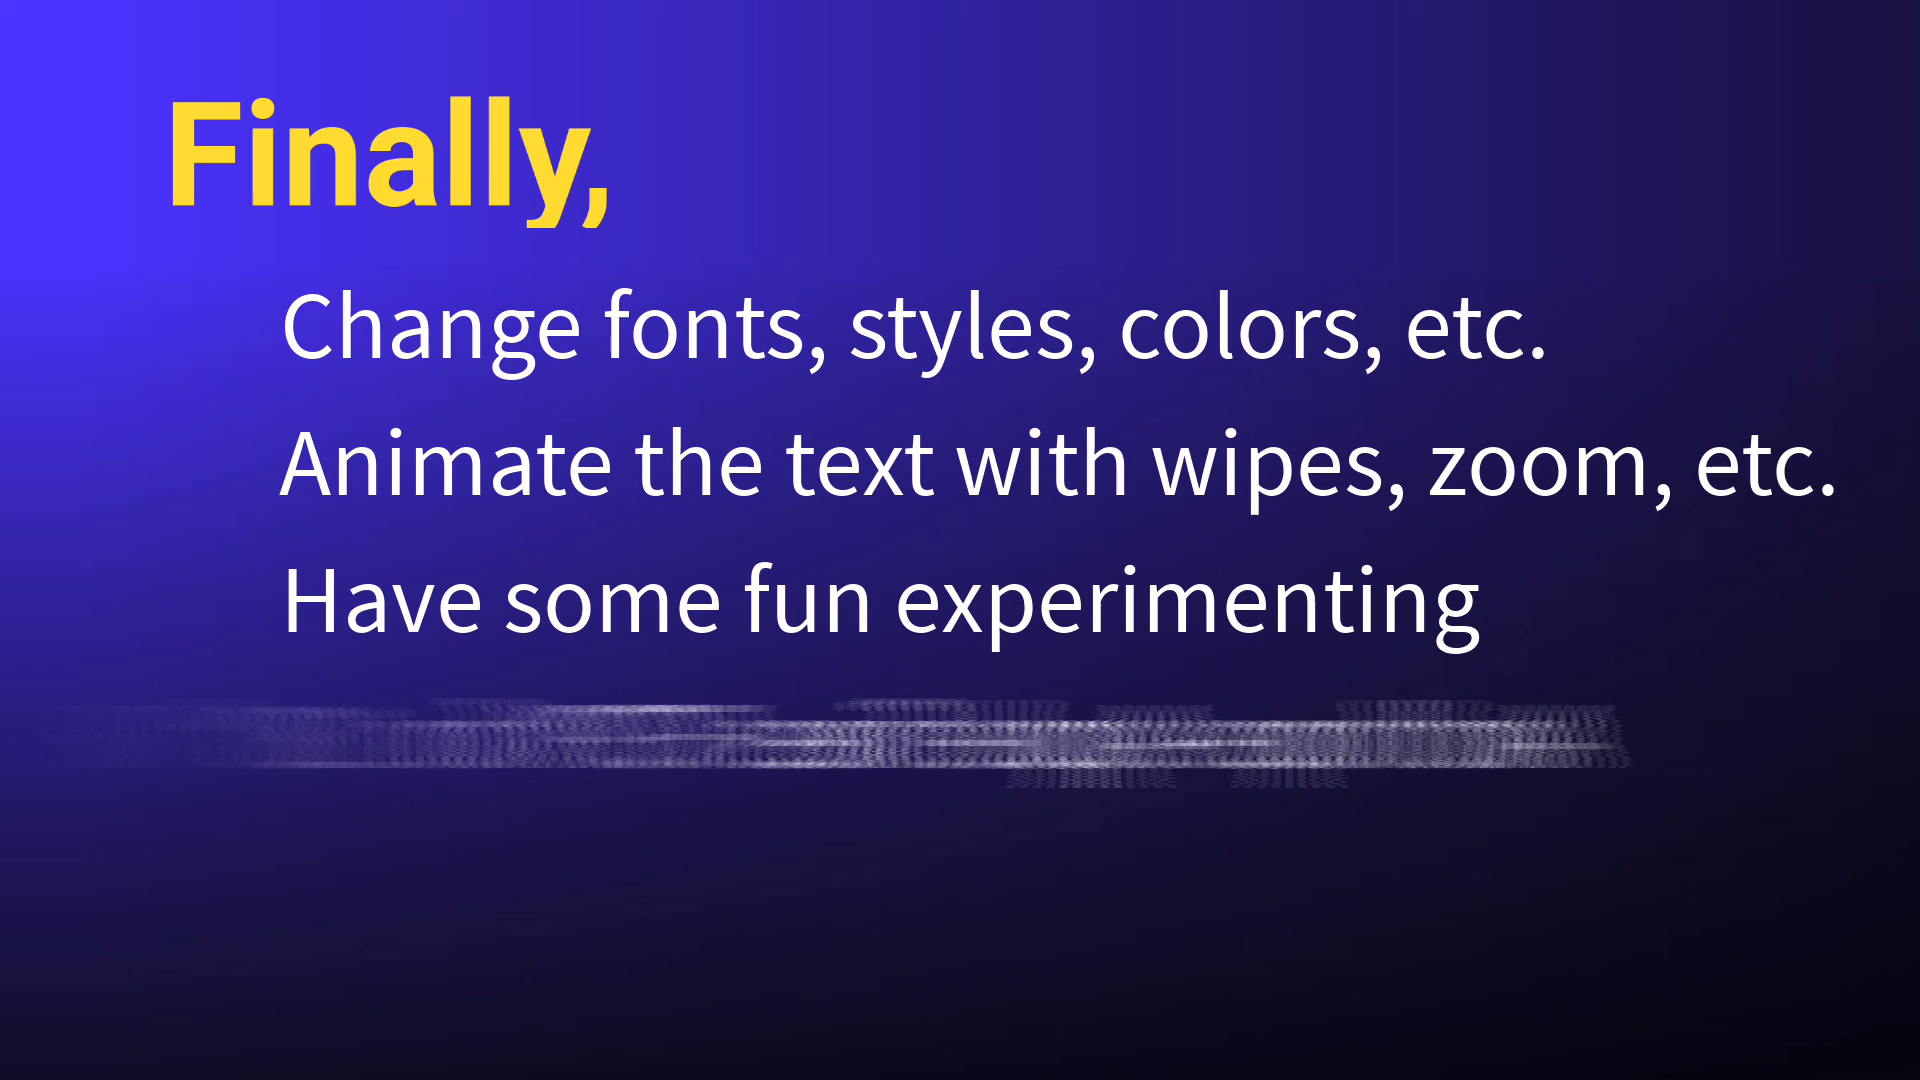 Finally,
Change fonts, styles, colors, etc.
Animate the text with wipes, zoom, etc.
Have some fun experimenting